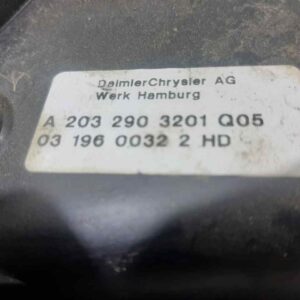 DaimlerChrysler AG
Werk Hamburg
A 203 290 3201 Q05
03 196 0032 2 HD